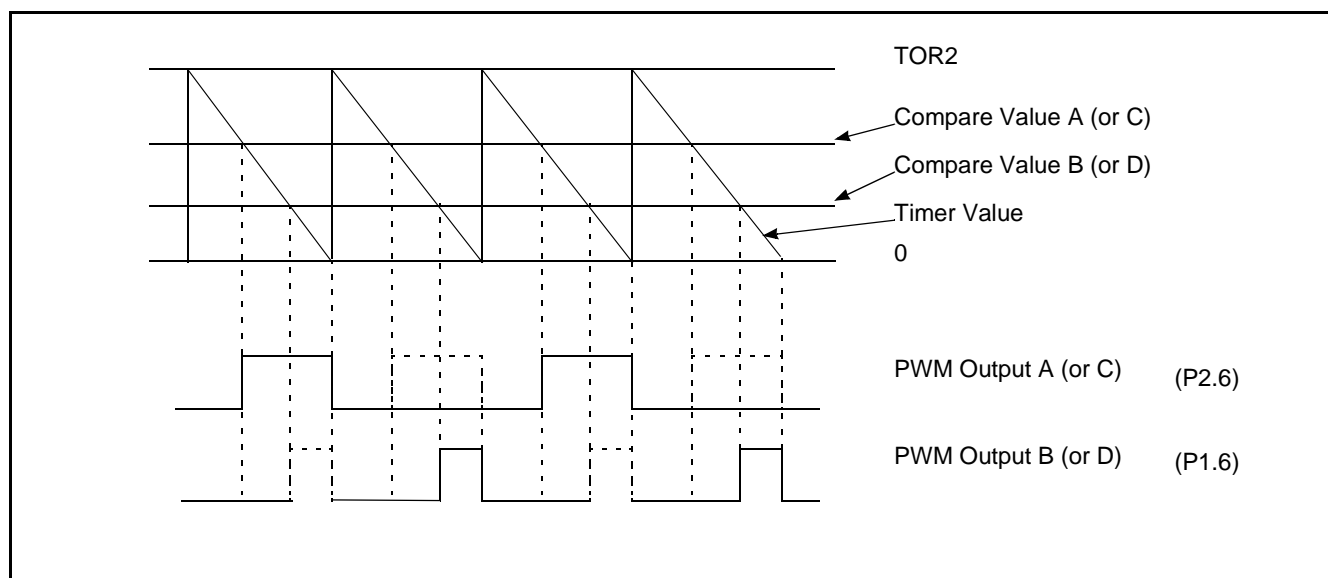 TOR2
Compare Value A (or C)
Compare Value B (or D)
Timer Value
0
PWM Output A (or C) (P2.6)
PWM Output B (or D) (P1.6)